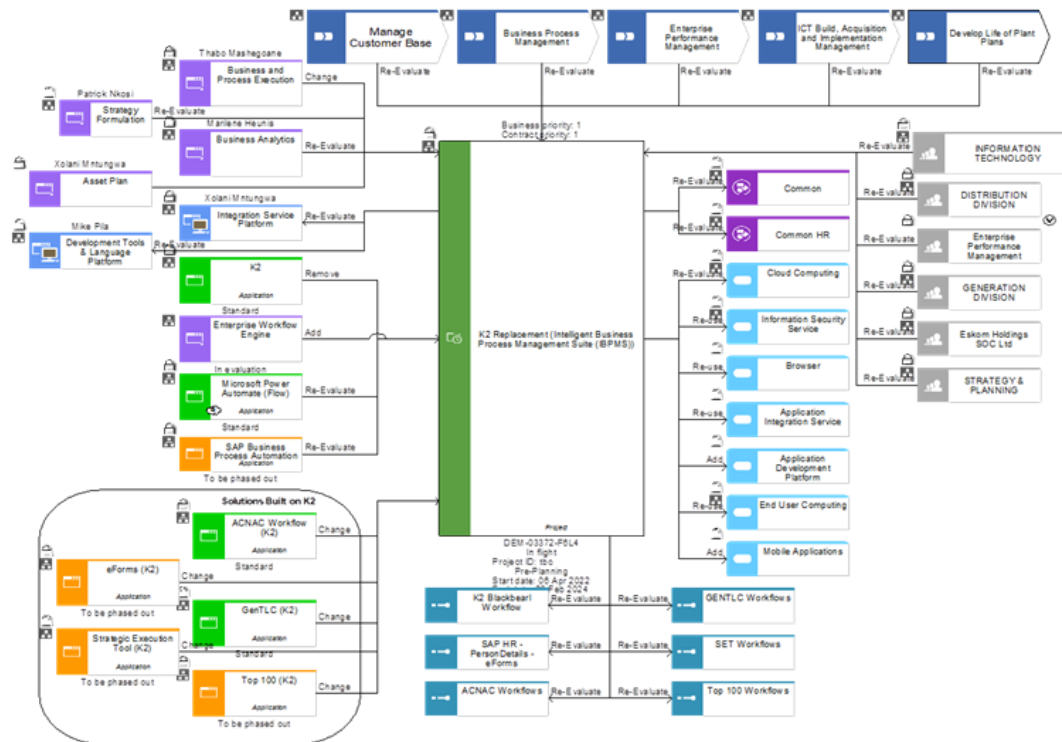 Manage
Customer Base
Business Process
Management
Enterprise
Performance
Management
ICT Build, Acquisition
and Implementation
Management
Develop Life of Plant
Plans
Re-Evaluate
Re-Evaluate
Re-Evaluate
Re-Evaluate
Re-Evaluate
Thabo Mashegoane
Business and
Process Execution
Change
Patrick Nkosi
Strategy
Formulation
Re-Evaluate
Marilene Heunis
Business Analytics
Re-Evaluate
Xolani Mntungwa
Asset Plan
Xolani Mntungwa
Integration Service
Platform
Re-Evaluate
Mike Pila
Development Tools
& Language
Platform
Re-Evaluate
K2
Application
Remove
Standard
Enterprise Workflow
Engine
Add
In evaluation
Microsoft Power
Automate (Flow)
Application
Re-Evaluate
Standard
SAP Business
Process Automation
Application
Re-Evaluate
To be phased out
Solutions Built on K2
ACNAC Workflow
(K2)
Application
Change
Standard
eForms (K2)
Application
Change
To be phased out
GenTLC (K2)
Application
Change
Standard
Strategic Execution
Tool (K2)
Application
Change
To be phased out
Top 100 (K2)
Application
Change
To be phased out
Business priority: 1
Contract priority: 1
K2 Replacement (Intelligent Business
Process Management Suite (IBPMS))
Project
DEM-03372-F6L4
In flight
Project ID: tbc
Pre-Planning
Start date: 06 Apr 2022
Feb 2024
Re-Evaluate
Common
Re-Evaluate
Common HR
Re-Evaluate
Cloud Computing
Re-use
Information Security
Service
Re-use
Browser
Re-use
Application
Integration Service
Add
Application
Development
Platform
Re-use
End User Computing
Add
Mobile Applications
Re-Evaluate
INFORMATION
TECHNOLOGY
Re-Evaluate
DISTRIBUTION
DIVISION
Re-Evaluate
Enterprise
Performance
Management
Re-Evaluate
GENERATION
DIVISION
Re-Evaluate
Eskom Holdings
SOC Ltd
Re-Evaluate
STRATEGY &
PLANNING
K2 Blackpearl
Workflow
Re-Evaluate
Re-Evaluate
GENTLC Workflows
SAP HR -
PersonDetails -
eForms
Re-Evaluate
Re-Evaluate
SET Workflows
ACNAC Workflows
Re-Evaluate
Re-Evaluate
Top 100 Workflows